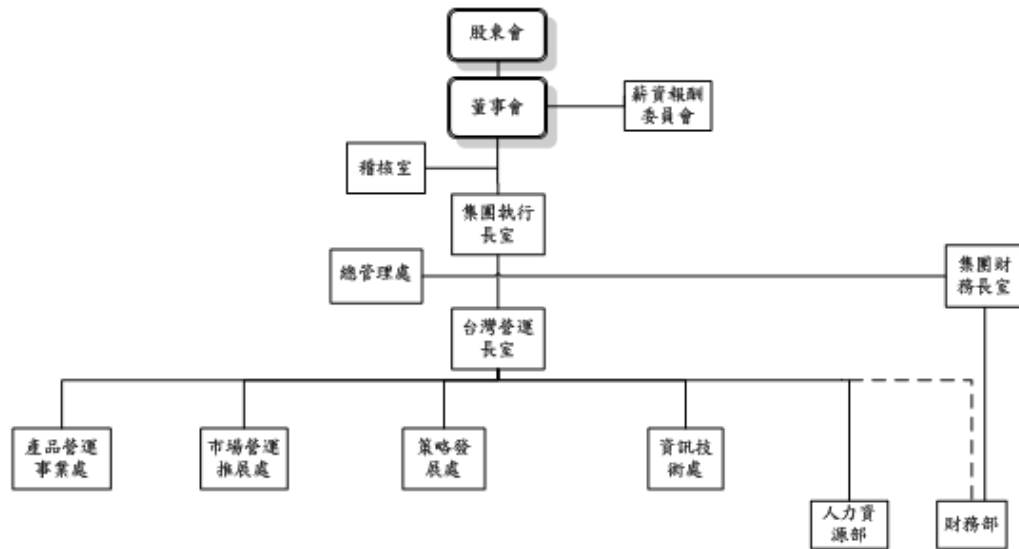 股東會
董事會
薪資報酬
委員會
稽核室
集團執行
長室
總管理處
集團財
務長室
台灣營運
長室
產品營運
事業處
市場營運
推展處
策略發
展處
資訊技
術處
人力資
源部
財務部